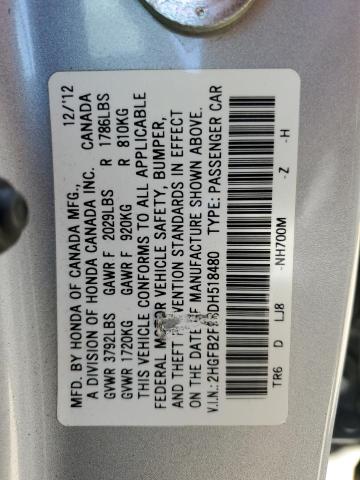 MFD. BY HONDA OF CANADA MFG., 12/'12
A DIVISION OF HONDA CANADA INC. CANADA
GVWR 3792LBS GAWR F 2029LBS R 1786LBS
GVWR 1720KG GAWR F 920KG R 810KG
THIS VEHICLE CONFORMS TO ALL APPLICABLE
FEDERAL MOTOR VEHICLE SAFETY, BUMPER,
AND THEFT PREVENTION STANDARDS IN EFFECT
ON THE DATE OF MANUFACTURE SHOWN ABOVE.
V.I.N.: TYPE: PASSENGER CAR
TR6 D LJ8 -NH700M -Z -H